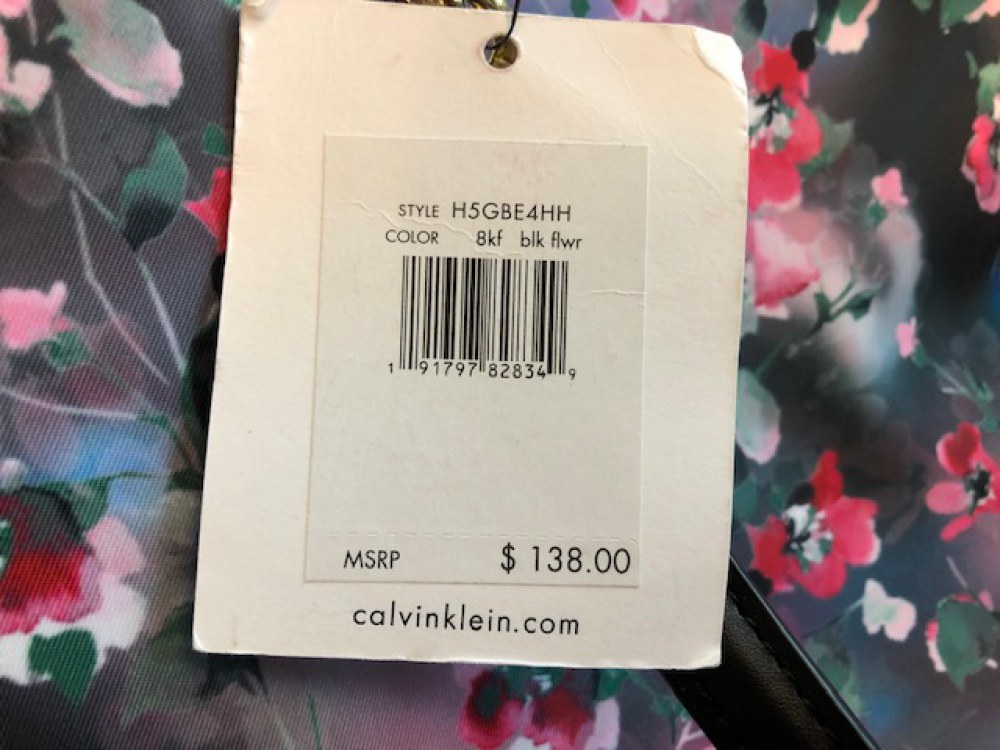 STYLE H5GBE4HH
COLOR 8kf blk flwr
1 91797 82834 9
MSRP $ 138.00
calvinklein.com